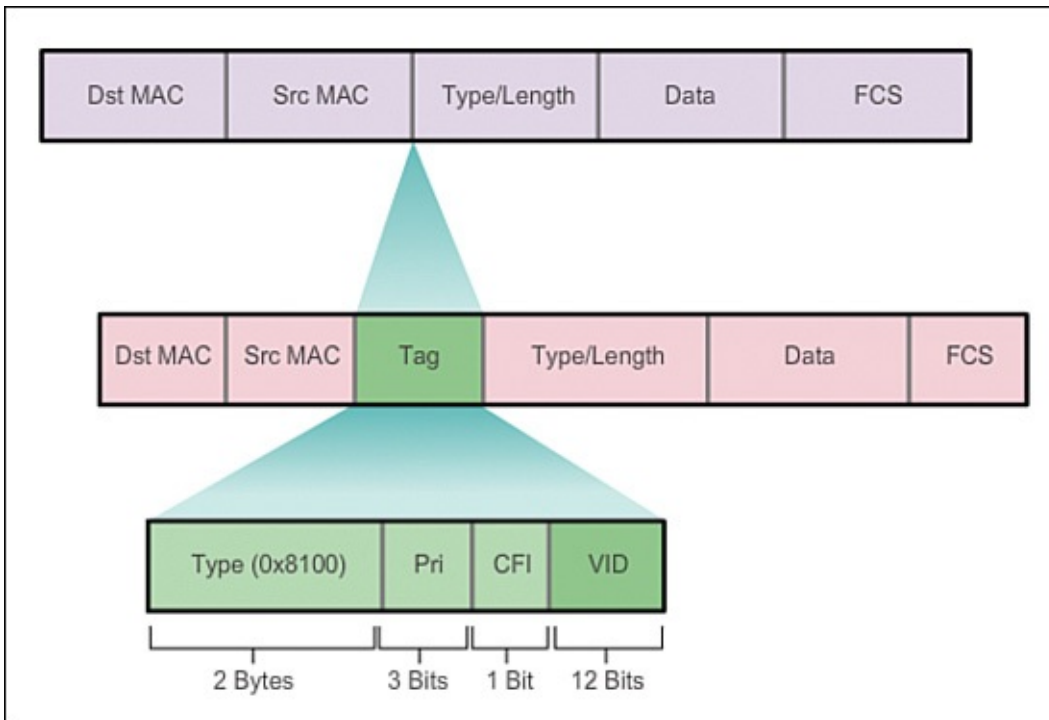 Dst MAC Src MAC Type/Length Data FCS
Dst MAC Src MAC Tag Type/Length Data FCS
Type (0x8100) Pri CFI VID
2 Bytes 3 Bits 1 Bit 12 Bits